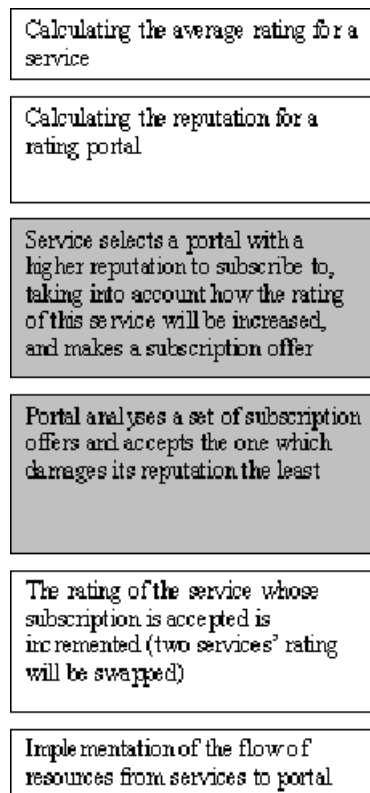 Calculating the average rating for a
service
Calculating the reputation for a
rating portal
Service selects a portal with a
higher reputation to subscribe to,
taking into account how the rating
of this service will be increased,
and makes a subscription offer
Portal analyses a set of subscription
offers and accepts the one which
damages its reputation the least
The rating of the service whose
subscription is accepted is
incremented (two services' rating
will be swapped)
Implementation of the flow of
resources from services to portal